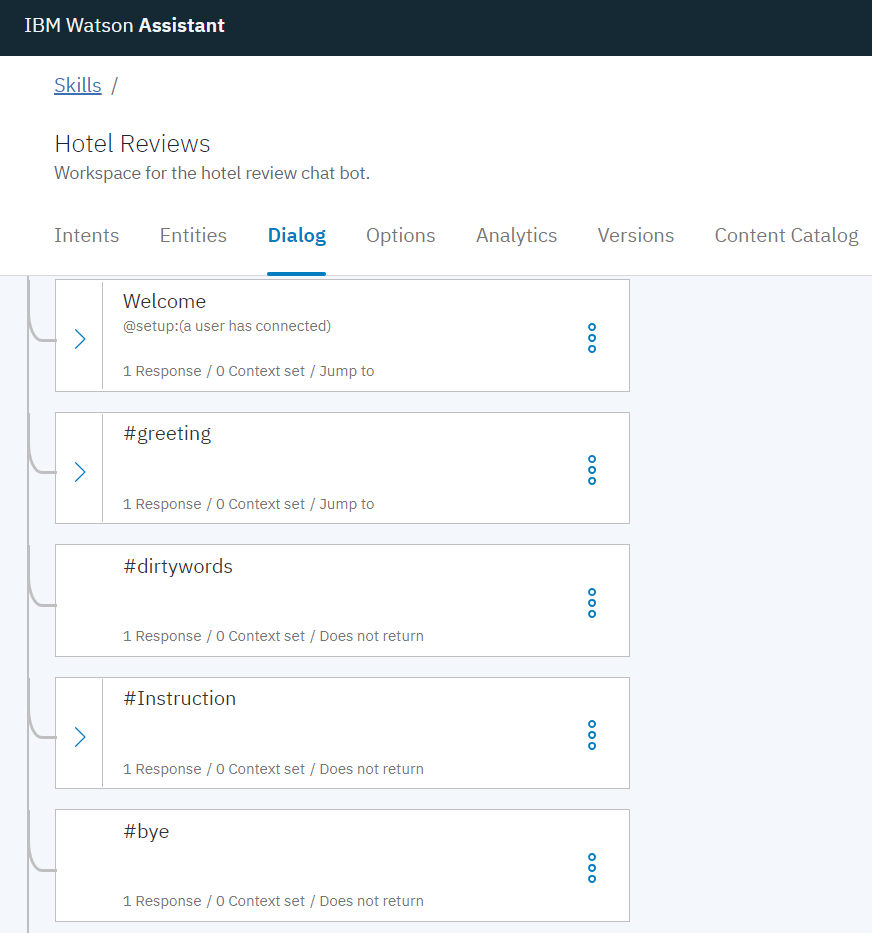 IBM Watson Assistant
Skills /
Hotel Reviews
Workspace for the hotel review chat bot.
Intents Entities Dialog Options Analytics Versions Content Catalog
Welcome
@setup:(a user has connected)
1 Response / 0 Context set / Jump to
#greeting
1 Response / 0 Context set / Jump to
#dirtywords
1 Response / 0 Context set / Does not return
#Instruction
1 Response / 0 Context set / Does not return
#bye
1 Response / 0 Context set / Does not return